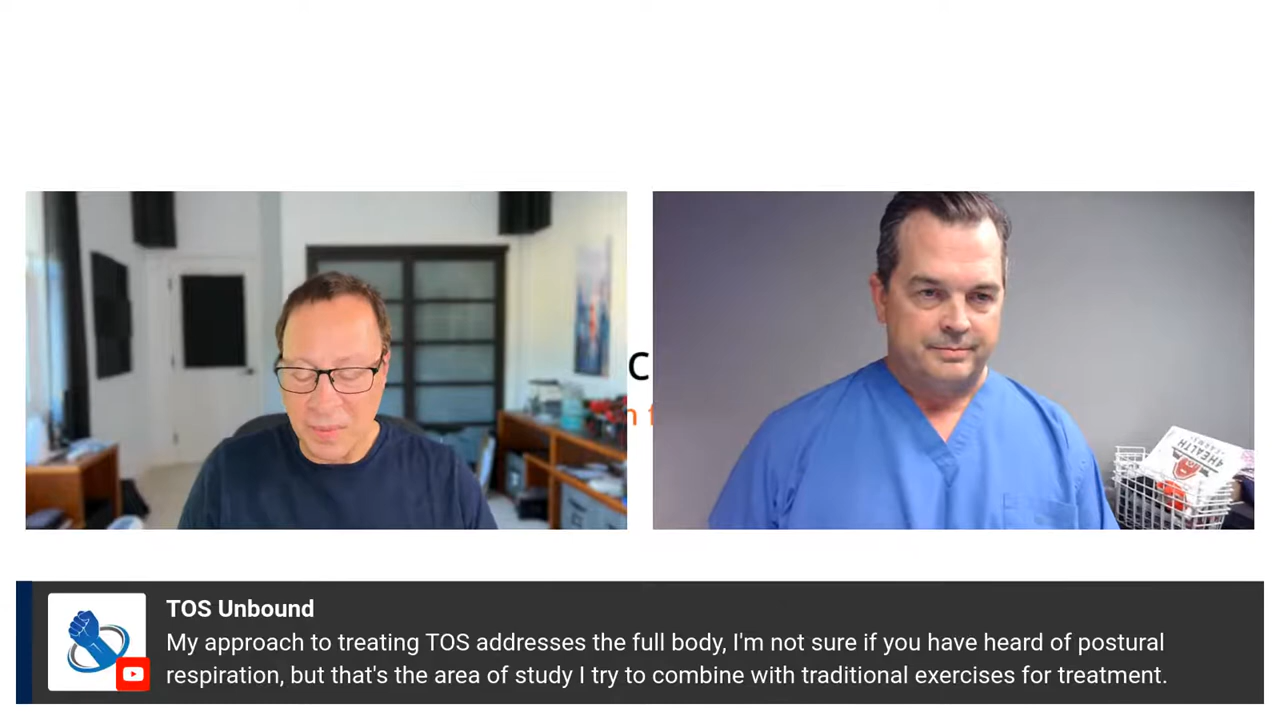 C
n f
4HEALTH
TOS Unbound
My approach to treating TOS addresses the full body, I'm not sure if you have heard of postural
respiration, but that's the area of study I try to combine with traditional exercises for treatment.